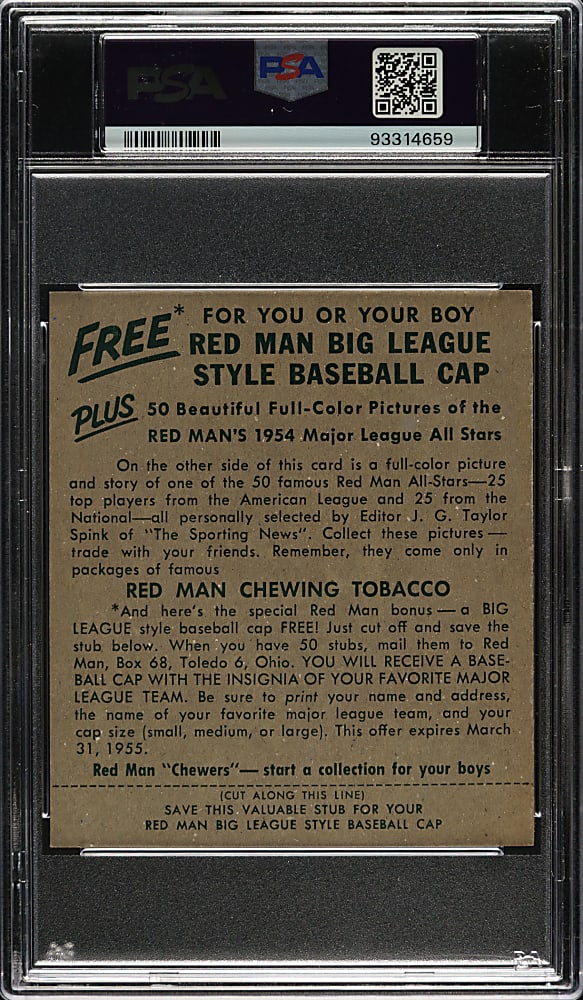 PSA
PSA
93314659
FREE* FOR YOU OR YOUR BOY
RED MAN BIG LEAGUE
STYLE BASEBALL CAP
PLUS 50 Beautiful Full-Color Pictures of the
RED MAN'S 1954 Major League All Stars
On the other side of this card is a full-color picture
and story of one of the 50 famous Red Man All-Stars—25
top players from the American League and 25 from the
National—all personally selected by Editor J. G. Taylor
Spink of "The Sporting News". Collect these pictures—
trade with your friends. Remember, they come only in
packages of famous
RED MAN CHEWING TOBACCO
*And here's the special Red Man bonus—a BIG
LEAGUE style baseball cap FREE! Just cut off and save the
stub below. When you have 50 stubs, mail them to Red
Man, Box 68, Toledo 6, Ohio. YOU WILL RECEIVE A BASE-
BALL CAP WITH THE INSIGNIA OF YOUR FAVORITE MAJOR
LEAGUE TEAM. Be sure to print your name and address,
the name of your favorite major league team, and your
cap size (small, medium, or large). This offer expires March
31, 1955.
Red Man "Chewers"—start a collection for your boys
(CUT ALONG THIS LINE)
SAVE THIS VALUABLE STUB FOR YOUR
RED MAN BIG LEAGUE STYLE BASEBALL CAP